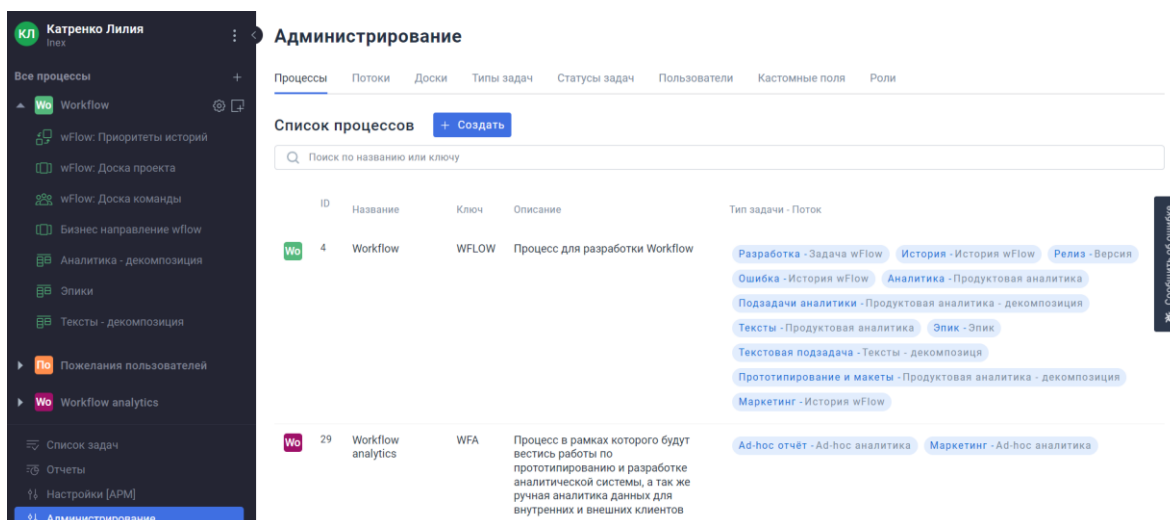 КЛ
Катренко Лилия
Inex
Все процессы
+
Wo Workflow
wFlow: Приоритеты историй
wFlow: Доска проекта
wFlow: Доска команды
Бизнес направление wflow
Аналитика - декомпозиция
Эпики
Тексты - декомпозиция
По Пожелания пользователей
Wo Workflow analytics
Список задач
Отчеты
Настройки [APM]
Администрирование
Администрирование
Процессы Потоки Доски Типы задач Статусы задач Пользователи Кастомные поля Роли
Список процессов + Создать
Поиск по названию или ключу
ID Название Ключ Описание Тип задачи - Поток
Wo 4 Workflow WFLOW Процесс для разработки Workflow
Разработка - Задача wFlow История - История wFlow Релиз - Версия
Ошибка - История wFlow Аналитика - Продуктовая аналитика
Подзадачи аналитики - Продуктовая аналитика - декомпозиция
Тексты - Продуктовая аналитика Эпик - Эпик
Текстовая подзадача - Тексты - декомпозиця
Прототипирование и макеты - Продуктовая аналитика - декомпозиция
Маркетинг - История wFlow
Wo 29 Workflow analytics WFA
Процесс в рамках которого будут
вестись работы по
прототипированию и разработке
аналитической системы, а так же
ручная аналитика данных для
внутренних и внешних клиентов
Ad-hoc отчёт - Ad-hoc аналитика Маркетинг - Ad-hoc аналитика
Сообщить об ошибке